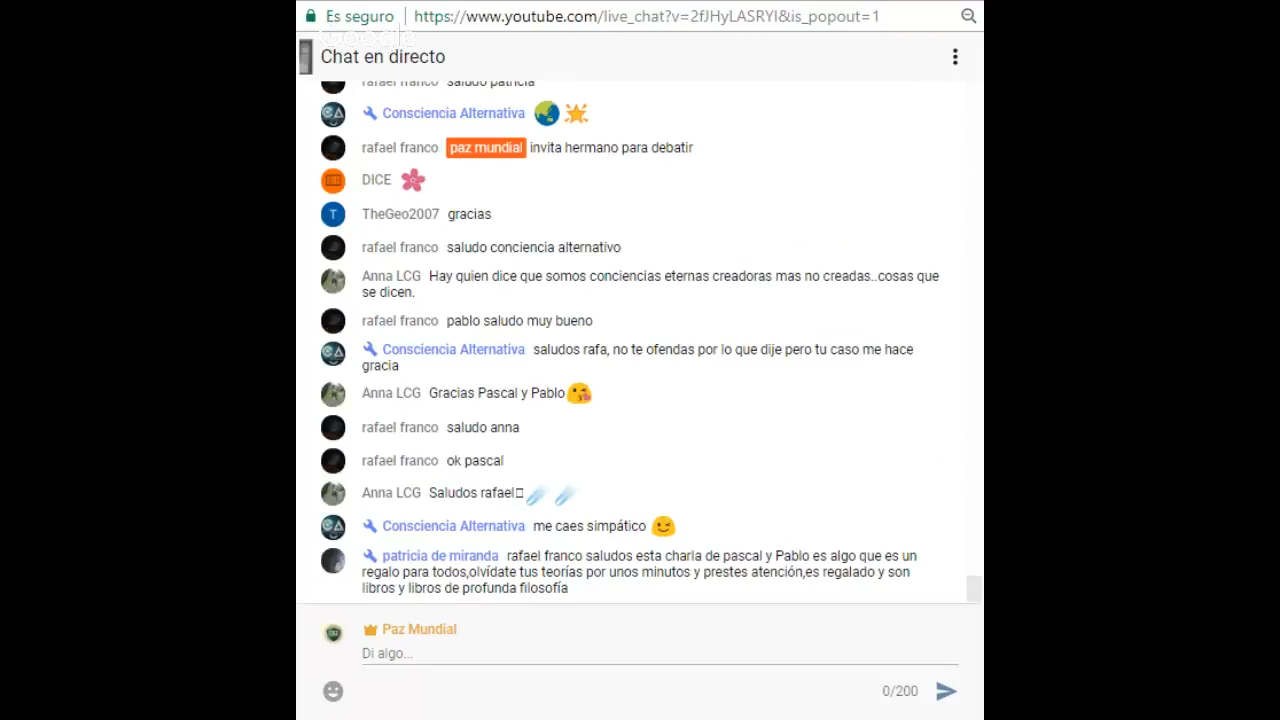 Es seguro https://www.youtube.com/live_chat?v=2fJHyLASRYI&is_popout=1
Google
Chat en directo
rafael franco saludo patricia
Consciencia Alternativa
rafael franco paz mundial invita hermano para debatir
DICE
T TheGeo2007 gracias
rafael franco saludo conciencia alternativo
Anna LCG Hay quien dice que somos conciencias eternas creadoras mas no creadas..cosas que
se dicen.
rafael franco pablo saludo muy bueno
Consciencia Alternativa saludos rafa, no te ofendas por lo que dije pero tu caso me hace
gracia
Anna LCG Gracias Pascal y Pablo
rafael franco saludo anna
rafael franco ok pascal
Anna LCG Saludos rafael
Consciencia Alternativa me caes simpático
patricia de miranda rafael franco saludos esta charla de pascal y Pablo es algo que es un
regalo para todos,olvídate tus teorías por unos minutos y prestes atención,es regalado y son
libros y libros de profunda filosofía
Paz Mundial
Di algo...
0/200